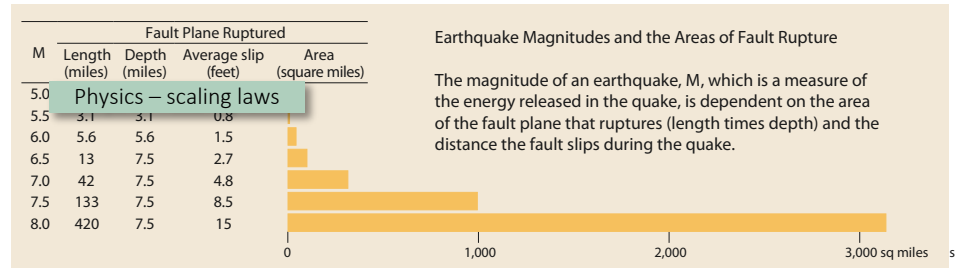 Fault Plane Ruptured
M Length Depth Average slip Area
(miles) (miles) (feet) (square miles)
5.0
Physics – scaling laws
5.5 3.1 3.1 0.8
6.0 5.6 5.6 1.5
6.5 13 7.5 2.7
7.0 42 7.5 4.8
7.5 133 7.5 8.5
8.0 420 7.5 15
0 1,000 2,000 3,000 sq miles s
Earthquake Magnitudes and the Areas of Fault Rupture
The magnitude of an earthquake, M, which is a measure of
the energy released in the quake, is dependent on the area
of the fault plane that ruptures (length times depth) and the
distance the fault slips during the quake.